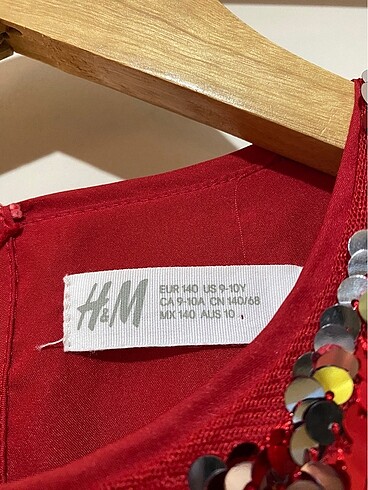 H&M
EUR 140 US 9-10Y
CA 9-10A CN 140/68
MX 140 AUS 10